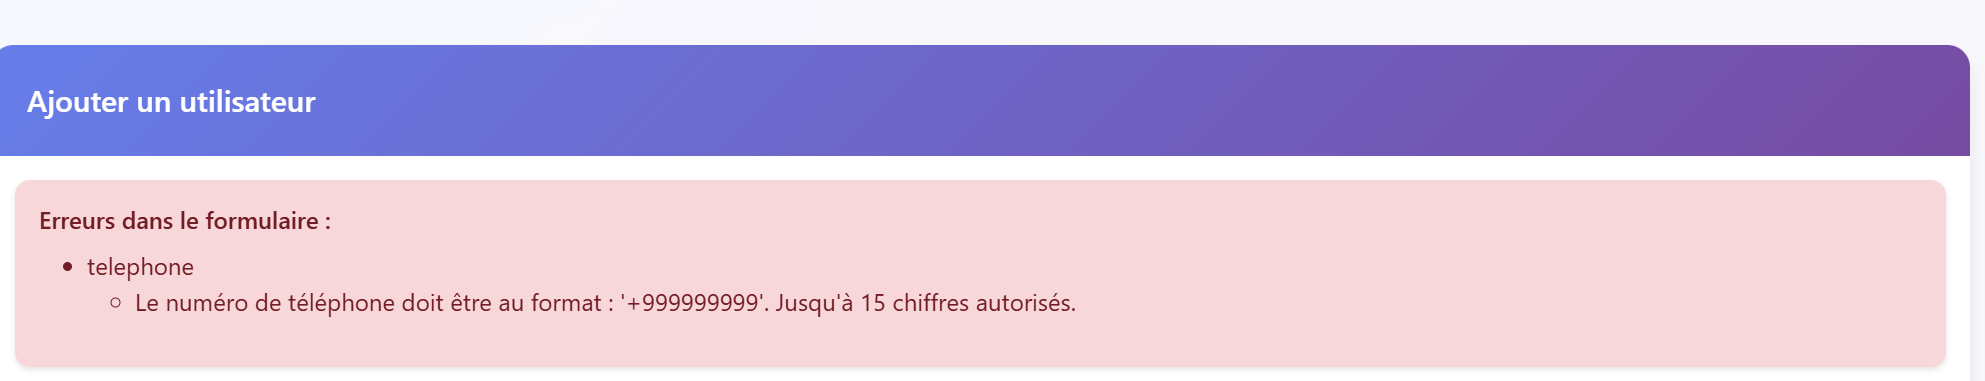 Ajouter un utilisateur
Erreurs dans le formulaire :
telephone
Le numéro de téléphone doit être au format : '+999999999'. Jusqu'à 15 chiffres autorisés.